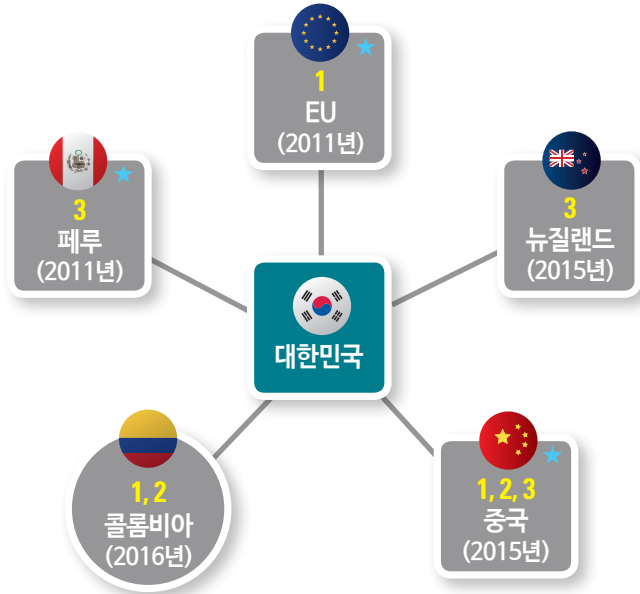 1
EU
(2011년)
3
페루
(2011년)
3
뉴질랜드
(2015년)
대한민국
1, 2
콜롬비아
(2016년)
1, 2, 3
중국
(2015년)